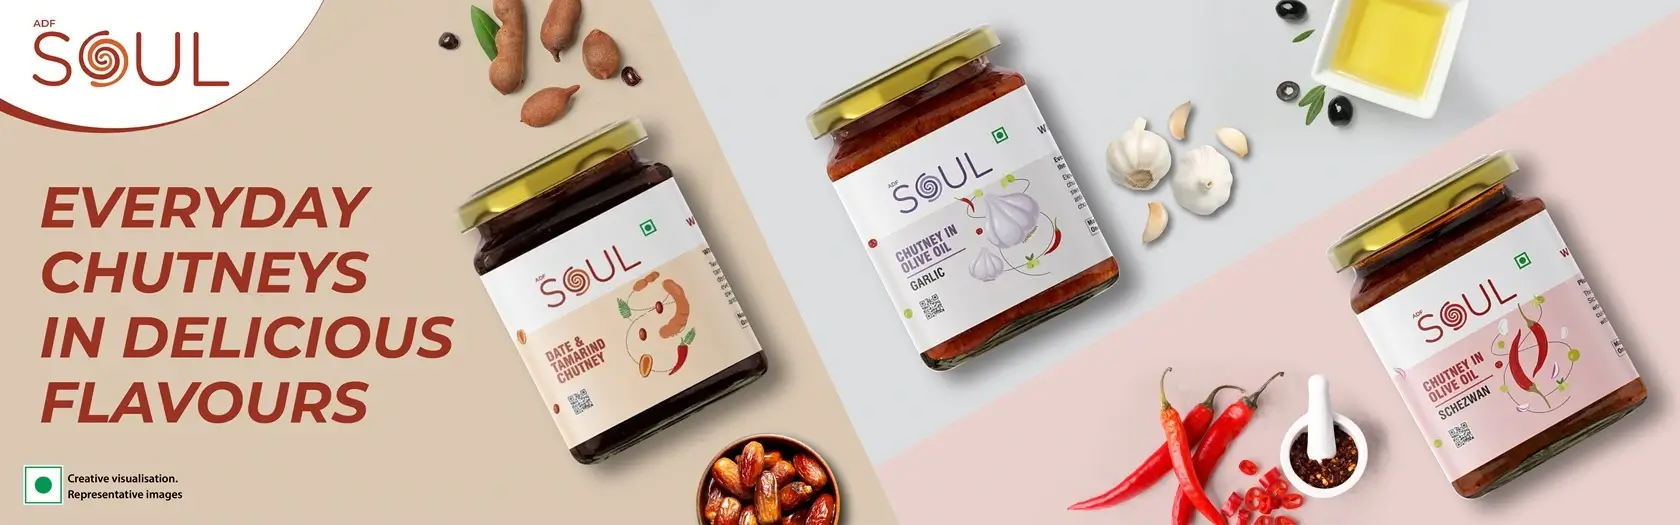 ADF
SOUL
EVERYDAY
CHUTNEYS
IN DELICIOUS
FLAVOURS
Creative visualisation.
Representative images
ADF
SOUL
DATE &
TAMARIND
CHUTNEY
ADF
SOUL
CHUTNEY IN
OLIVE OIL
GARLIC
ADF
SOUL
CHUTNEY IN
OLIVE OIL
SCHEZWAN